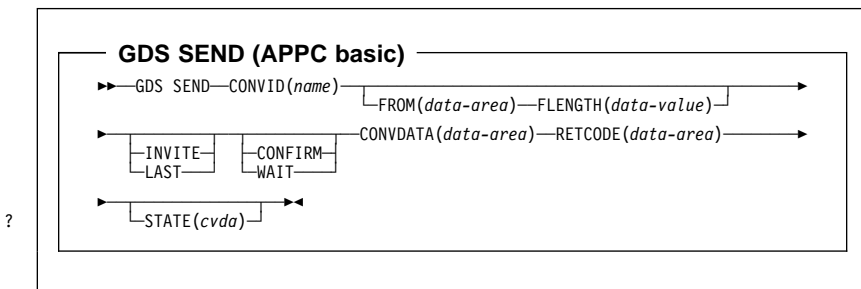 GDS SEND (APPC basic)
GDS SEND CONVID(name)
FROM(data-area) FLENGTH(data-value)
CONVDATA(data-area) RETCODE(data-area)
INVITE CONFIRM
LAST WAIT
STATE(cvda)
?